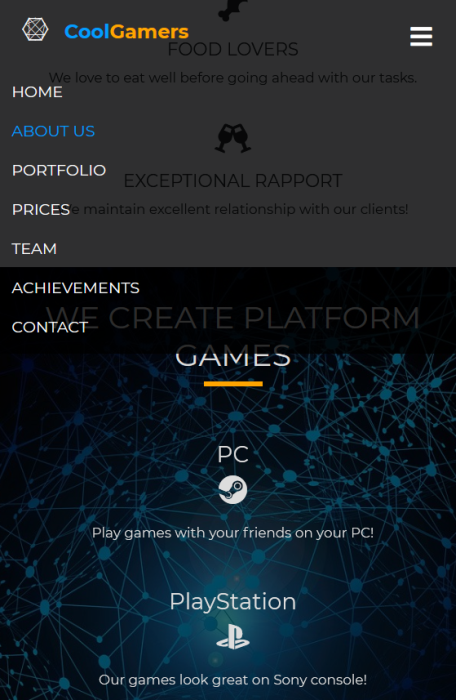 CoolGamers
FOOD LOVERS
We love to eat well before going ahead with our tasks.
HOME
ABOUT US
PORTFOLIO
EXCEPTIONAL RAPPORT
PRICES
We maintain excellent relationship with our clients!
TEAM
ACHIEVEMENTS
WE CREATE PLATFORM
CONTACT
GAMES
PC
Play games with your friends on your PC!
PlayStation
Our games look great on Sony console!